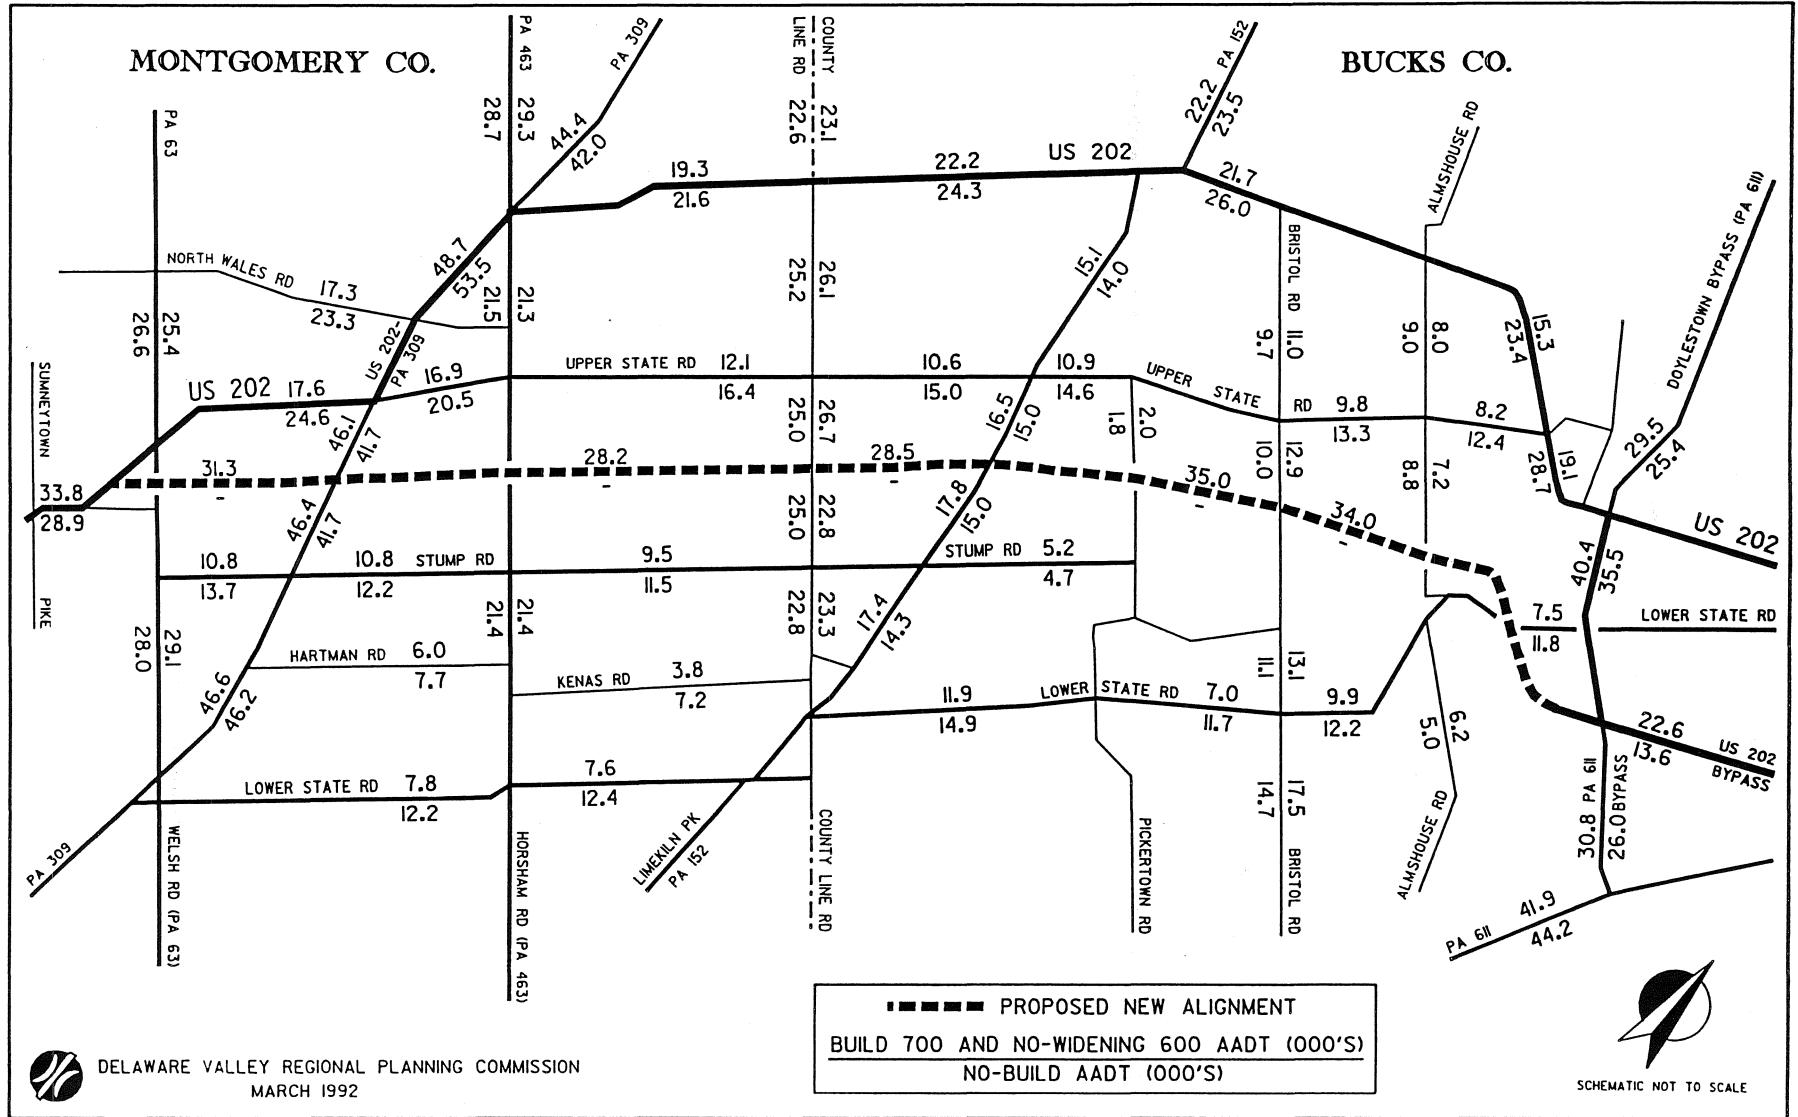 MONTGOMERY CO.
BUCKS CO.
PA 463
PA 309
COUNTY
LINE RD
PA 152
PA 63
28.7
29.3
44.4
42.0
22.6
23.1
22.2
23.5
ALMSHOUSE RD
19.3
21.6
22.2
24.3
US 202
21.7
26.0
DOYLESTOWN BYPASS (PA 611)
NORTH WALES RD
17.3
23.3
48.7
53.5
21.5
21.3
25.2
26.1
15.1
14.0
BRISTOL RD
9.7
11.0
9.0
8.0
15.3
23.4
26.6
25.4
US 202-
PA 309
SUMNEYTOWN
PIKE
US 202
17.6
24.6
16.9
20.5
UPPER STATE RD
12.1
16.4
10.6
15.0
10.9
14.6
UPPER STATE RD
9.8
13.3
8.2
12.4
46.1
41.7
25.0
26.7
16.5
15.0
1.8
2.0
10.0
12.9
8.8
7.2
28.7
19.1
29.5
25.4
33.8
28.9
31.3
-
28.2
-
28.5
-
35.0
-
34.0
-
46.4
41.7
25.0
22.8
17.8
15.0
US 202
10.8
13.7
10.8
12.2
STUMP RD
9.5
11.5
STUMP RD
5.2
4.7
40.4
35.5
28.0
29.1
21.4
21.4
22.8
23.3
17.4
14.3
7.5
11.8
LOWER STATE RD
HARTMAN RD
6.0
7.7
KENAS RD
3.8
7.2
46.6
46.2
11.9
14.9
LOWER STATE RD
7.0
11.7
11.1
13.1
9.9
12.2
5.0
6.2
22.6
13.6
US 202
BYPASS
LOWER STATE RD
7.8
12.2
7.6
12.4
14.7
17.5
30.8 PA 611
26.0 BYPASS
PA 309
WELSH RD (PA 63)
HORSHAM RD (PA 463)
LIMEKILN PK
PA 152
COUNTY LINE RD
PICKERTOWN RD
BRISTOL RD
ALMSHOUSE RD
PA 611
41.9
44.2
PROPOSED NEW ALIGNMENT
BUILD 700 AND NO-WIDENING 600 AADT (000'S)
NO-BUILD AADT (000'S)
DELAWARE VALLEY REGIONAL PLANNING COMMISSION
MARCH 1992
SCHEMATIC NOT TO SCALE